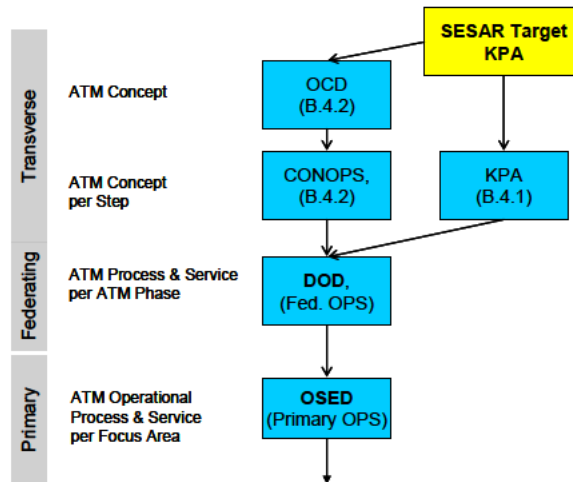 SESAR Target
KPA
Transverse
ATM Concept
OCD
(B.4.2)
ATM Concept
per Step
CONOPS,
(B.4.2)
KPA
(B.4.1)
Federating
ATM Process & Service
per ATM Phase
DOD,
(Fed. OPS)
Primary
ATM Operational
Process & Service
per Focus Area
OSED
(Primary OPS)